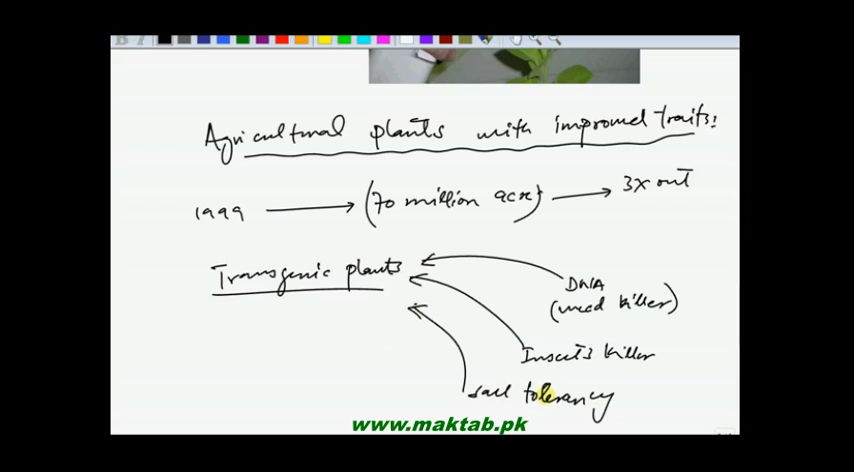 Agricultural plants with improved traits:
1999 → (70 million acre) → 3x out
Transgenic plants
DNA
(weed killer)
Insects killer
salt tolerancy
www.maktab.pk